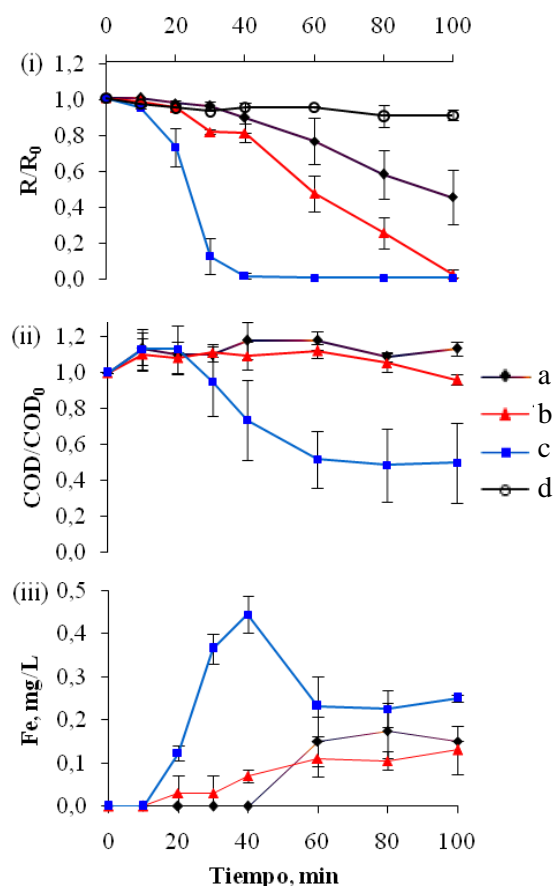 0 20 40 60 80 100
(i)
1,2
1,0
0,8
0,6
0,4
0,2
0,0
R/R0
(ii)
1,2
1,0
0,8
0,6
0,4
0,2
0,0
COD/COD0
a
b
c
d
(iii)
0,5
0,4
0,3
0,2
0,1
0,0
Fe, mg/L
0 20 40 60 80 100
Tiempo, min